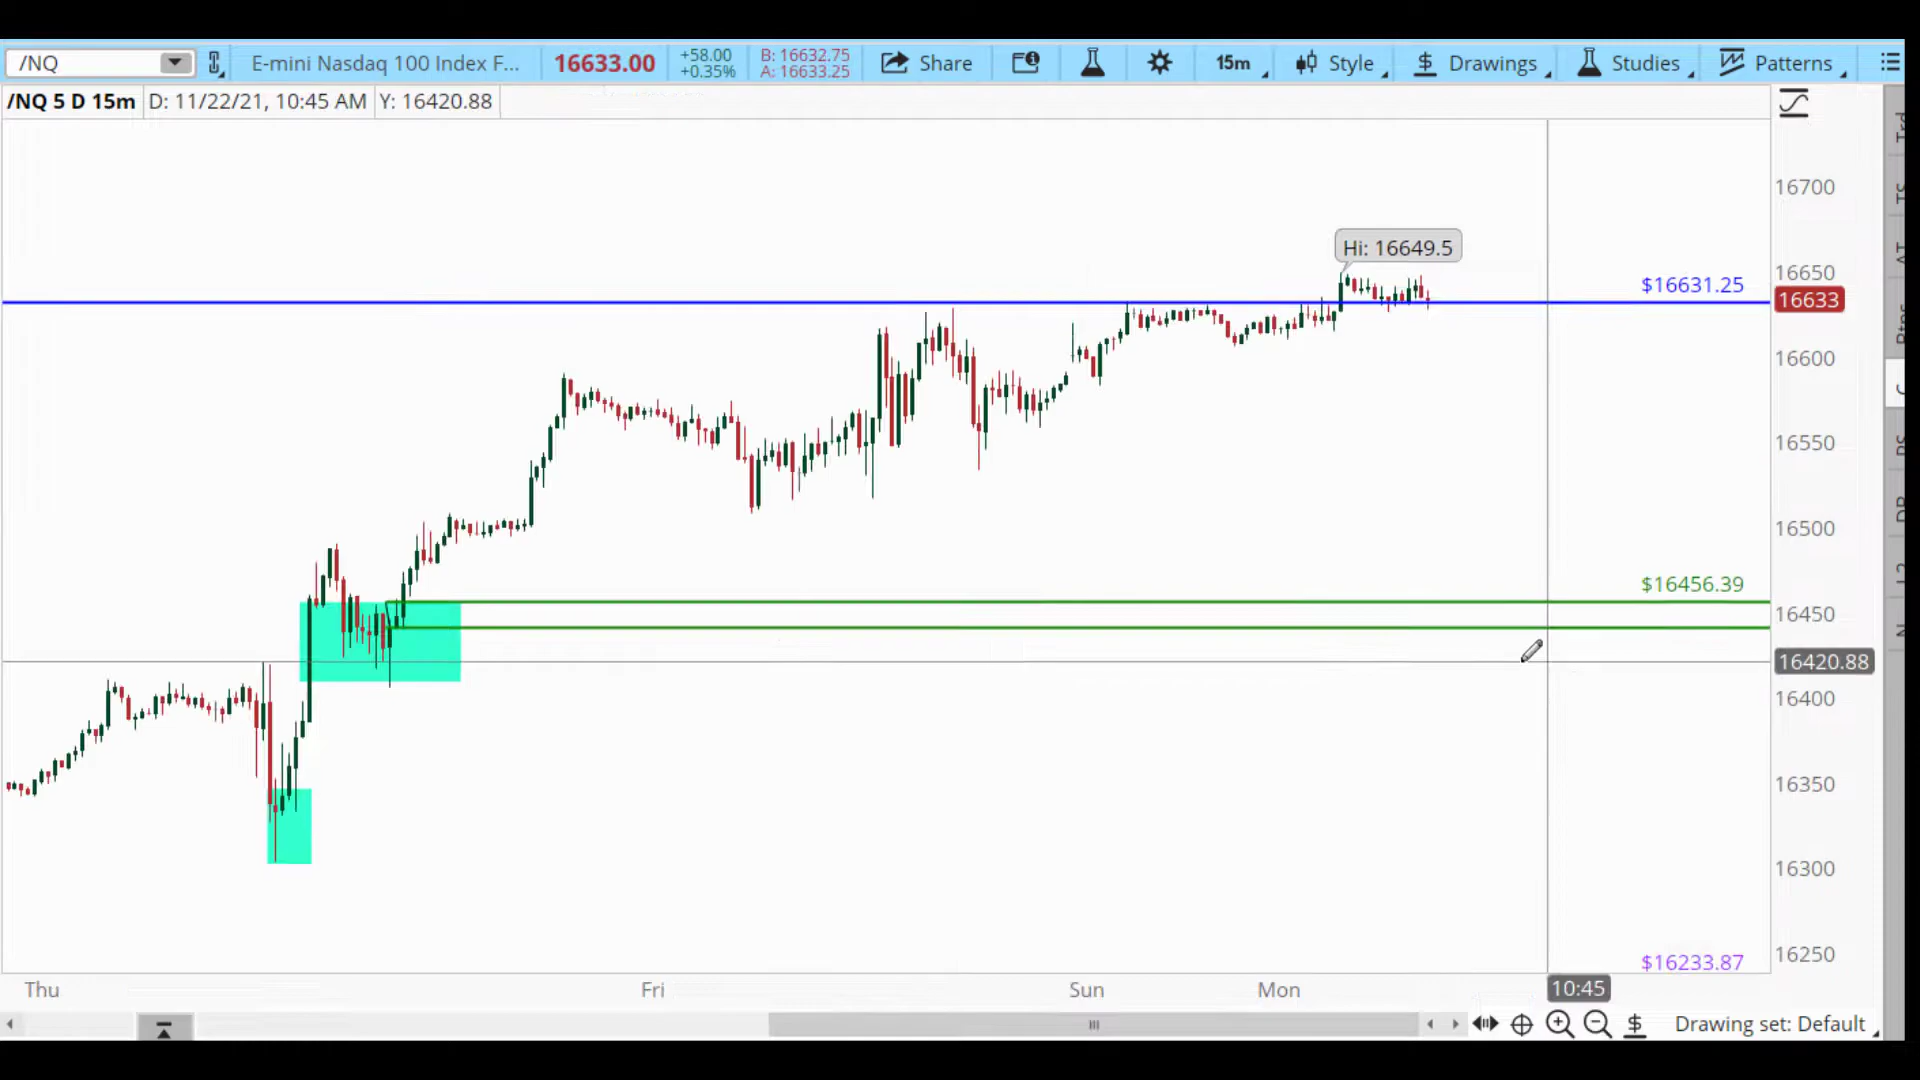 /NQ
E-mini Nasdaq 100 Index F...
16633.00
+58.00
+0.35%
B: 16632.75
A: 16633.25
Share
15m
Style
Drawings
Studies
Patterns
/NQ 5 D 15m
D: 11/22/21, 10:45 AM
Y: 16420.88
Hi: 16649.5
$16631.25
$16456.39
$16233.87
16700
16650
16633
16600
16550
16500
16450
16420.88
16400
16350
16300
16250
Thu
Fri
Sun
Mon
10:45
Drawing set: Default